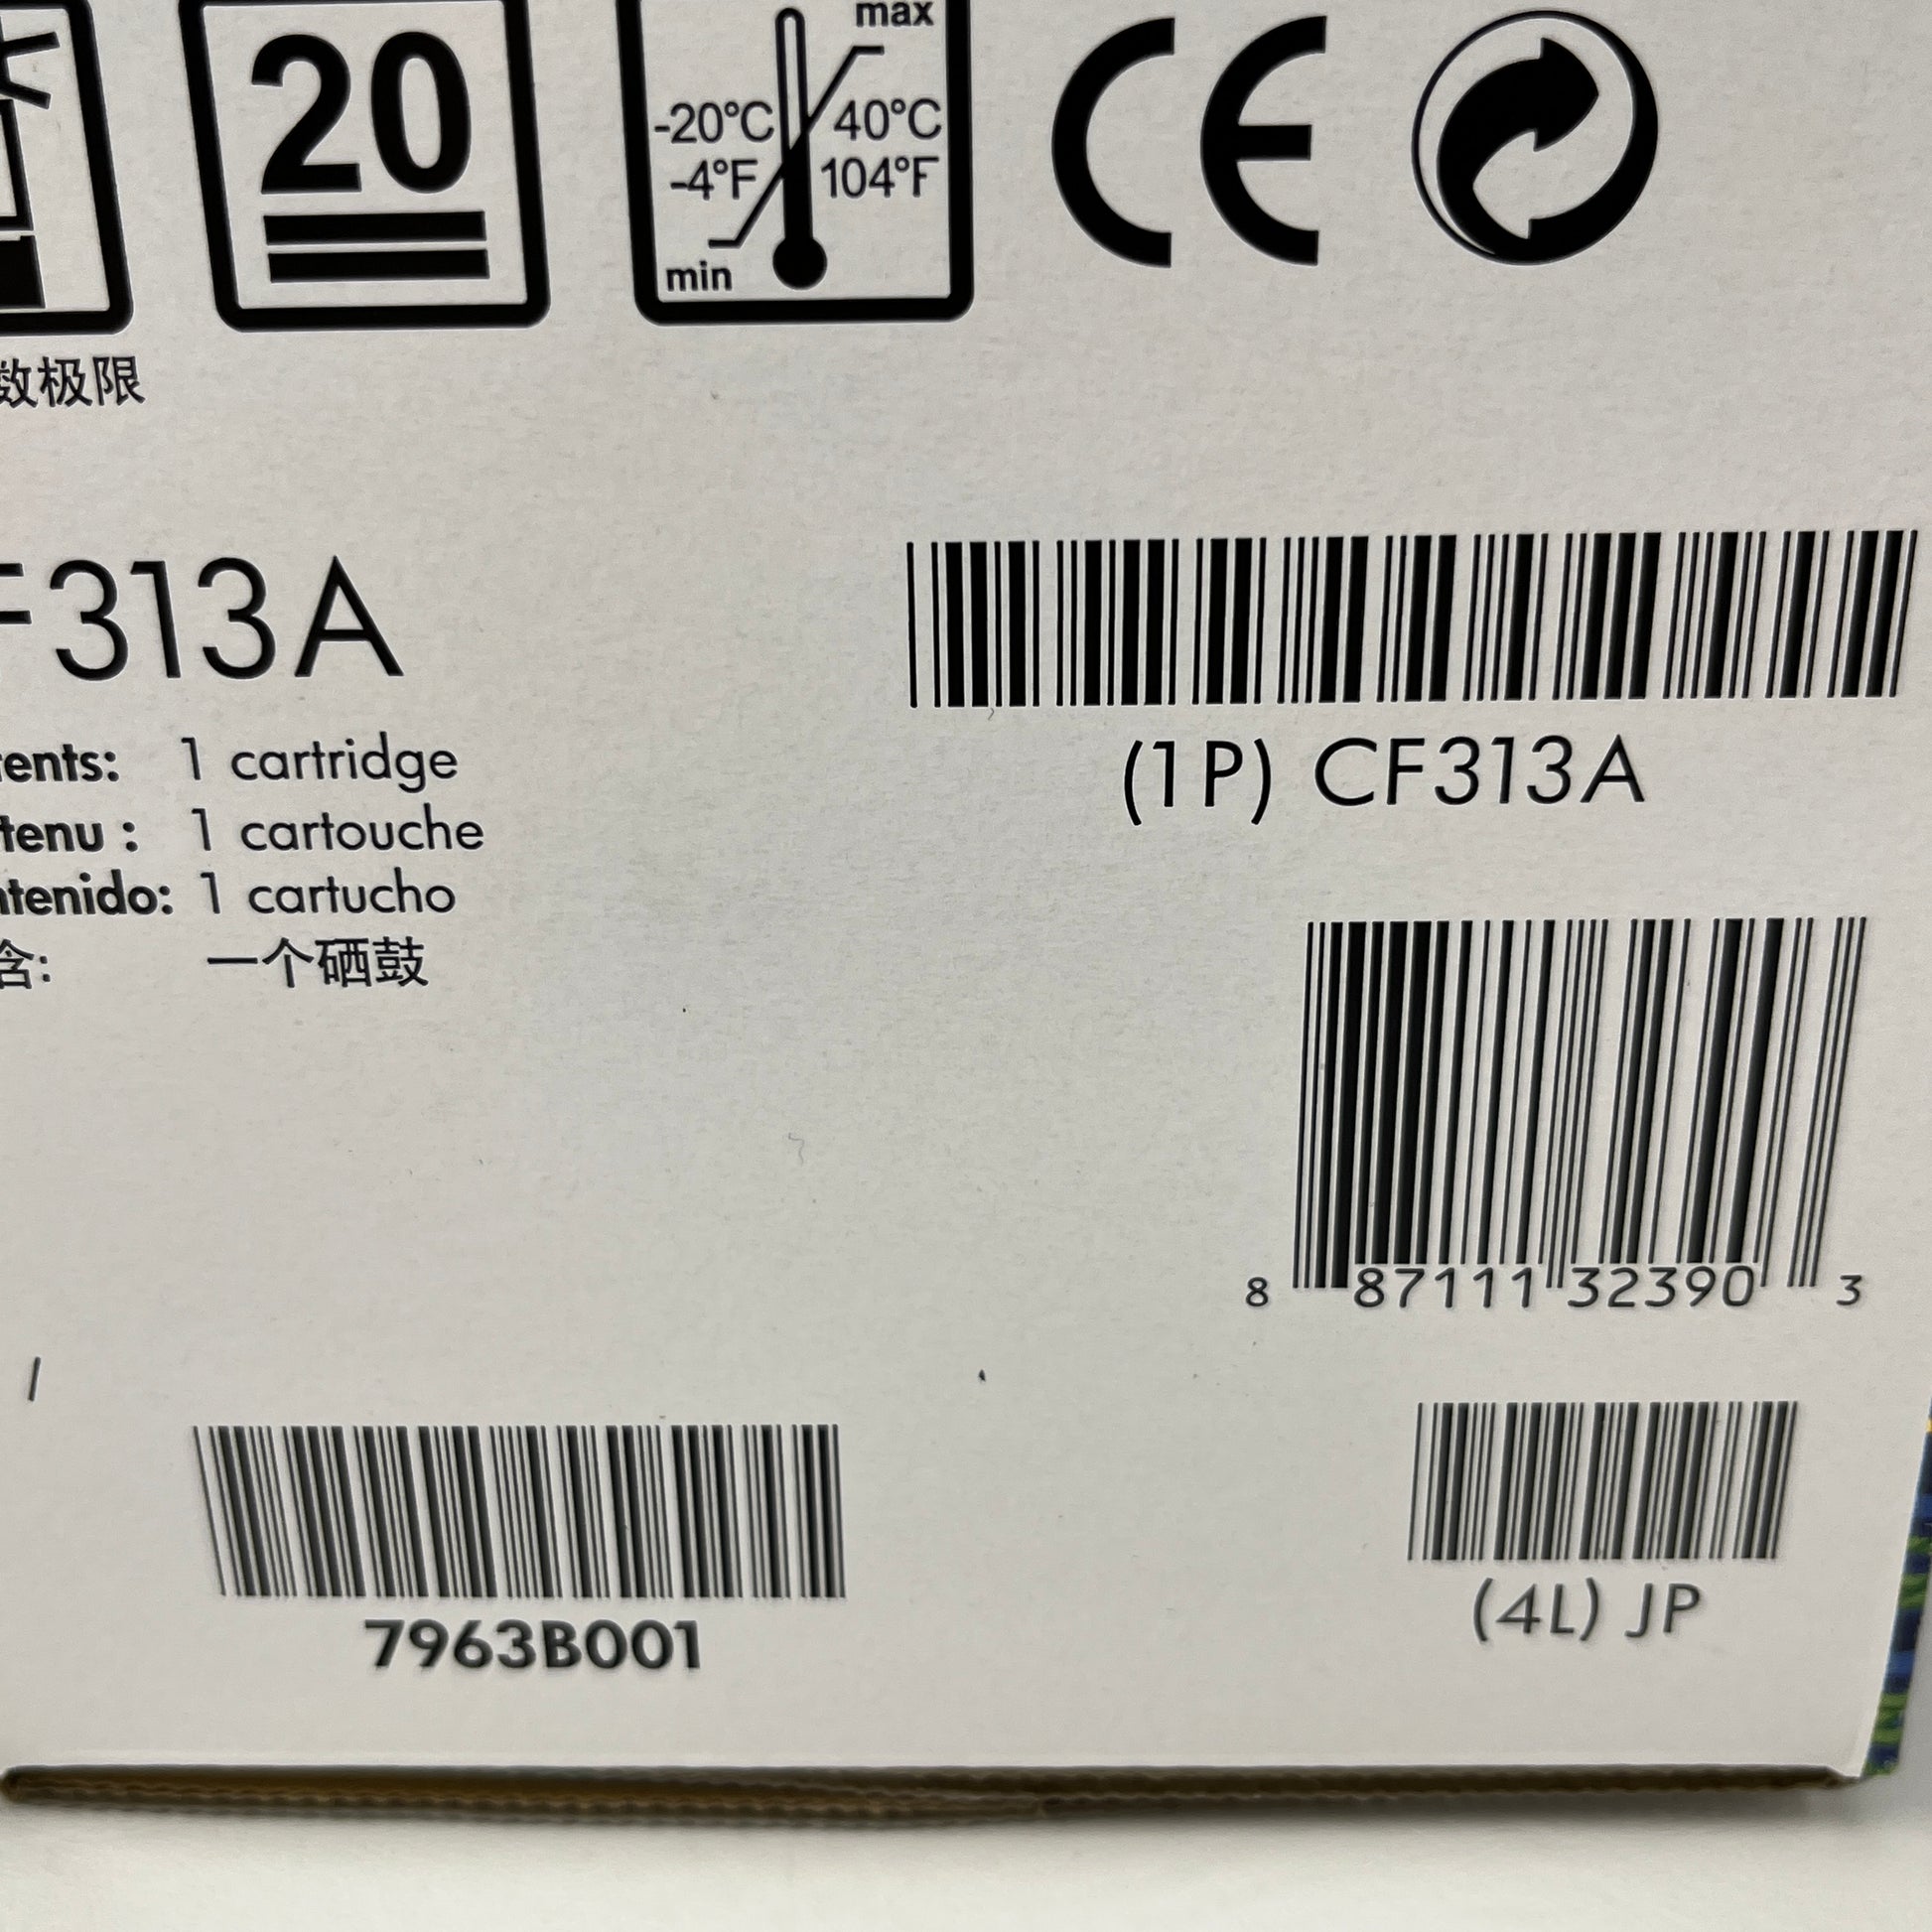 max
20
-20°C 40°C
-4°F 104°F
min
CE
数极限
F313A
(1P) CF313A
ents: 1 cartridge
tenu : 1 cartouche
ntenido: 1 cartucho
含: 一个硒鼓
8 87111 32390 3
/
7963B001
(4L) JP